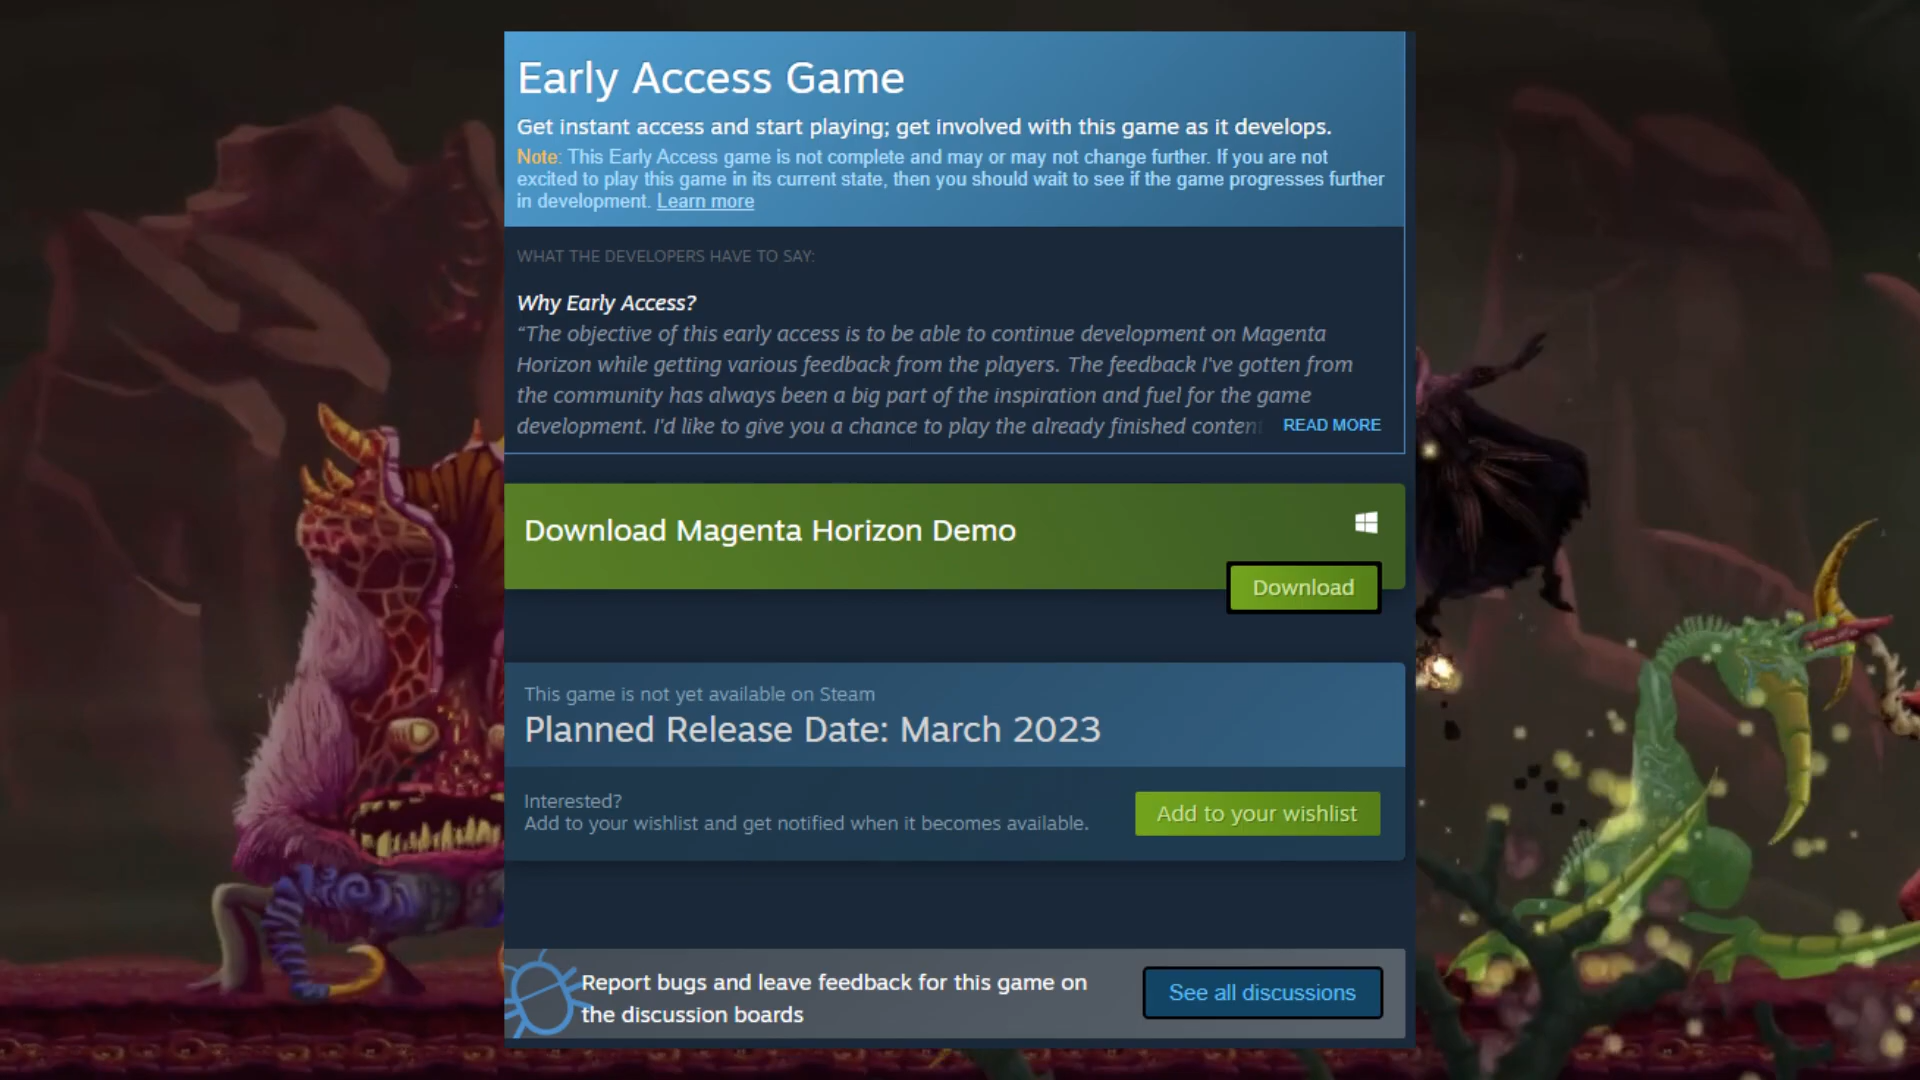 Early Access Game
Get instant access and start playing; get involved with this game as it develops.
Note: This Early Access game is not complete and may or may not change further. If you are not
excited to play this game in its current state, then you should wait to see if the game progresses further
in development. Learn more
WHAT THE DEVELOPERS HAVE TO SAY:
Why Early Access?
“The objective of this early access is to be able to continue development on Magenta
Horizon while getting various feedback from the players. The feedback I've gotten from
the community has always been a big part of the inspiration and fuel for the game
development. I'd like to give you a chance to play the already finished conten READ MORE
Download Magenta Horizon Demo
Download
This game is not yet available on Steam
Planned Release Date: March 2023
Interested?
Add to your wishlist and get notified when it becomes available.
Add to your wishlist
Report bugs and leave feedback for this game on
the discussion boards
See all discussions